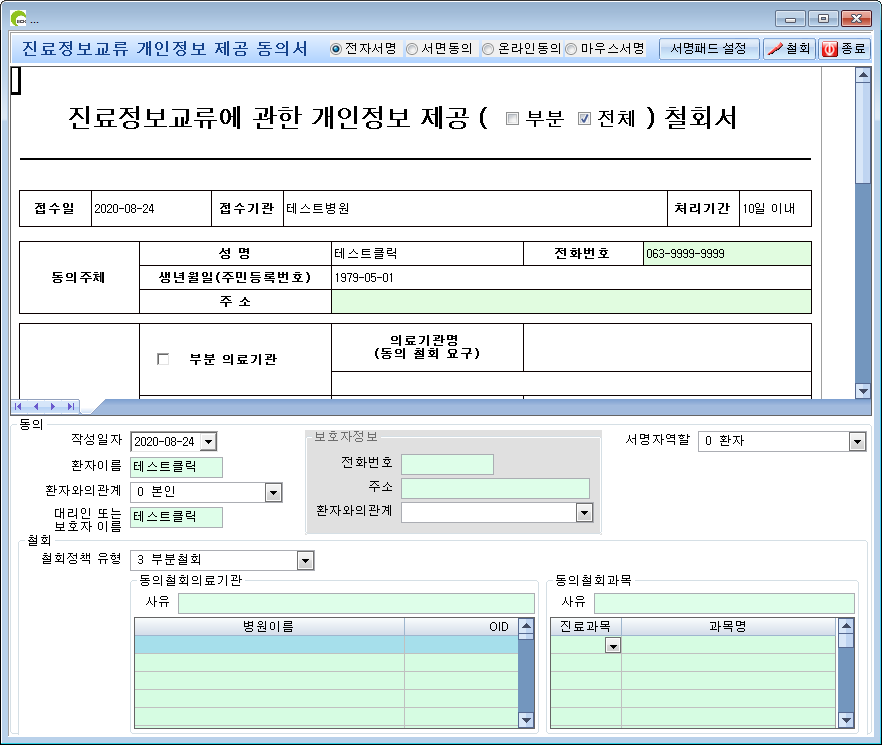 ...
진료정보교류 개인정보 제공 동의서 전자서명 서면동의 온라인동의 마우스서명 서명패드 설정 철회 종료
진료정보교류에 관한 개인정보 제공 ( 부분 전체 ) 철회서
접수일 2020-08-24 접수기관 테스트병원 처리기간 10일 이내
동의주체
성 명 테스트클릭 전화번호 063-9999-9999
생년월일(주민등록번호) 1979-05-01
주 소
부분 의료기관
의료기관명
(동의 철회 요구)
동의
작성일자 2020-08-24
환자이름 테스트클릭
환자와의관계 0 본인
대리인 또는
보호자 이름
테스트클릭
보호자정보
전화번호
주소
환자와의관계
서명자역할 0 환자
철회
철회정책 유형 3 부분철회
동의철회의료기관
사유
병원이름 OID
동의철회과목
사유
진료과목 과목명